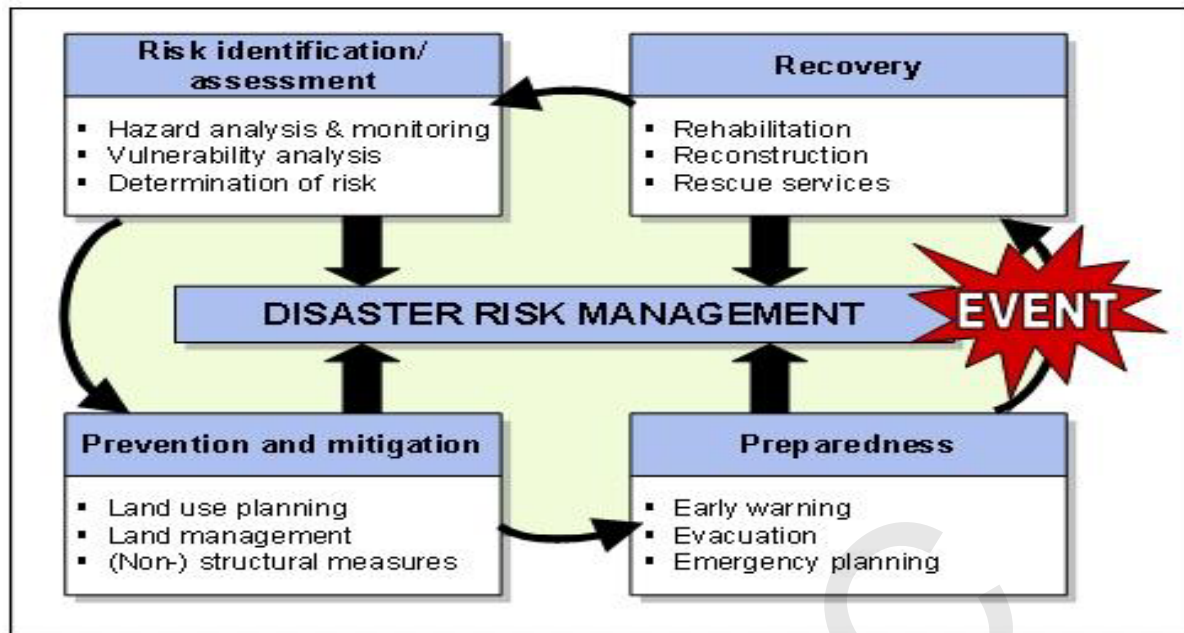 Risk identification/
assessment
▪ Hazard analysis & monitoring
▪ Vulnerability analysis
▪ Determination of risk
Recovery
▪ Rehabilitation
▪ Reconstruction
▪ Rescue services
DISASTER RISK MANAGEMENT
EVENT
Prevention and mitigation
▪ Land use planning
▪ Land management
▪ (Non-) structural measures
Preparedness
▪ Early warning
▪ Evacuation
▪ Emergency planning